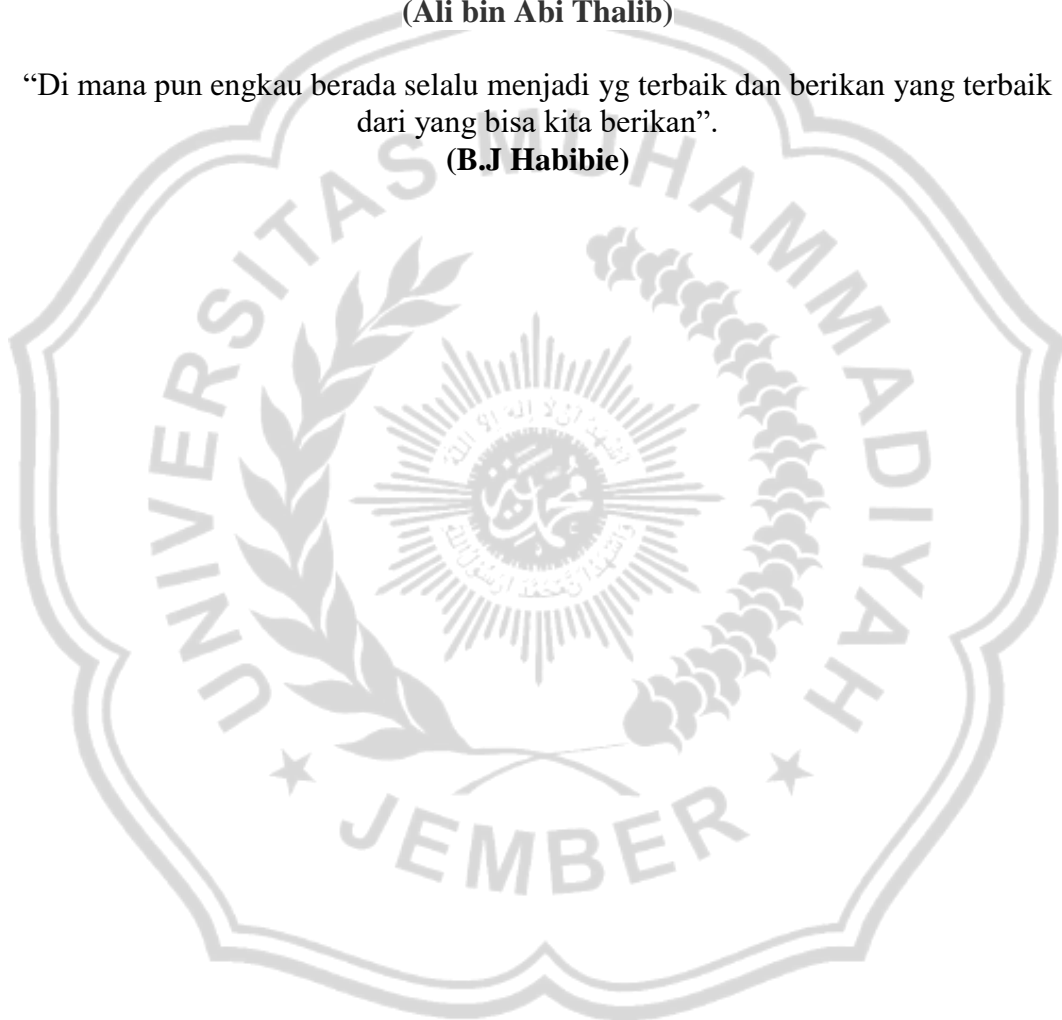 (Ali bin Abi Thalib)
“Di mana pun engkau berada selalu menjadi yg terbaik dan berikan yang terbaik
dari yang bisa kita berikan”.
(B.J Habibie)
UNIVERSITAS MUHAMMADIYAH
JEMBER